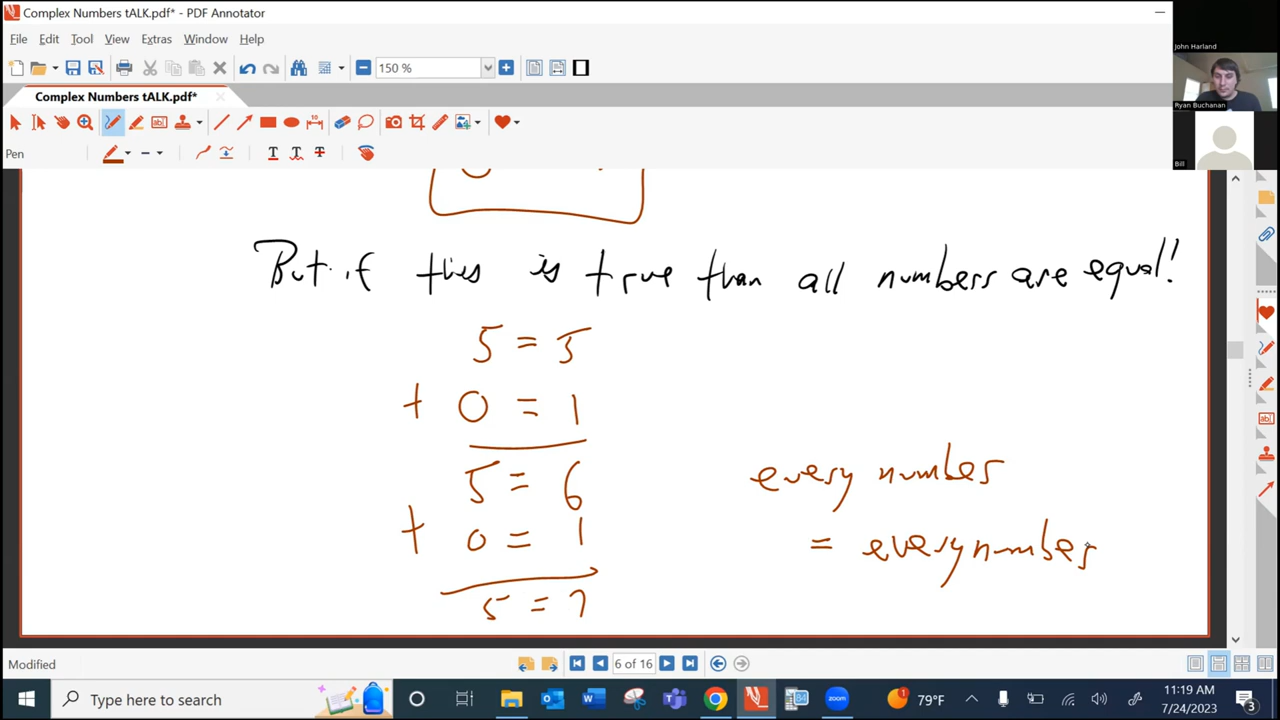 Complex Numbers tALK.pdf* - PDF Annotator
File Edit Tool View Extras Window Help
150 %
Complex Numbers tALK.pdf*
Pen
John Harland
Ryan Buchanan
Bill
But if this is true than all numbers are equal!
5 = 5
+ 0 = 1
5 = 6
+ 0 = 1
5 = 7
every number
= every number
Modified
6 of 16
Type here to search
zoom
1
79°F
11:19 AM
7/24/2023
3